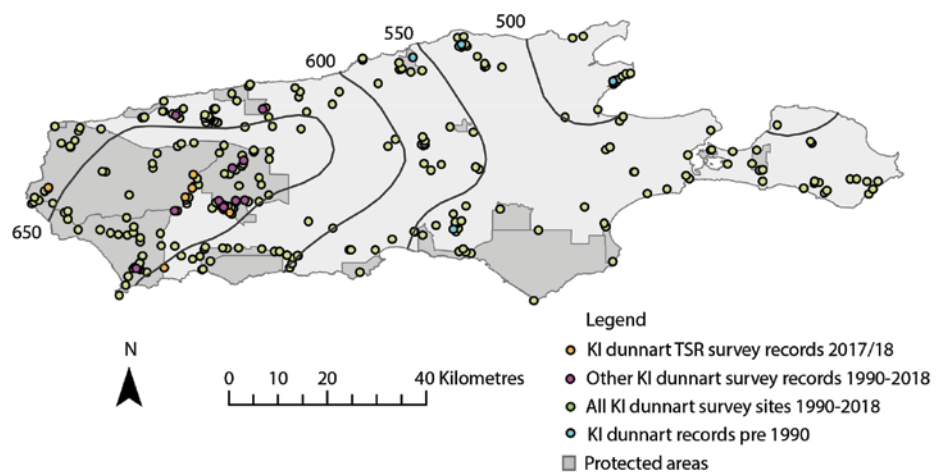 500
550
600
650
Legend
KI dunnart TSR survey records 2017/18
Other KI dunnart survey records 1990-2018
All KI dunnart survey sites 1990-2018
KI dunnart records pre 1990
Protected areas
N
0 10 20 40 Kilometres